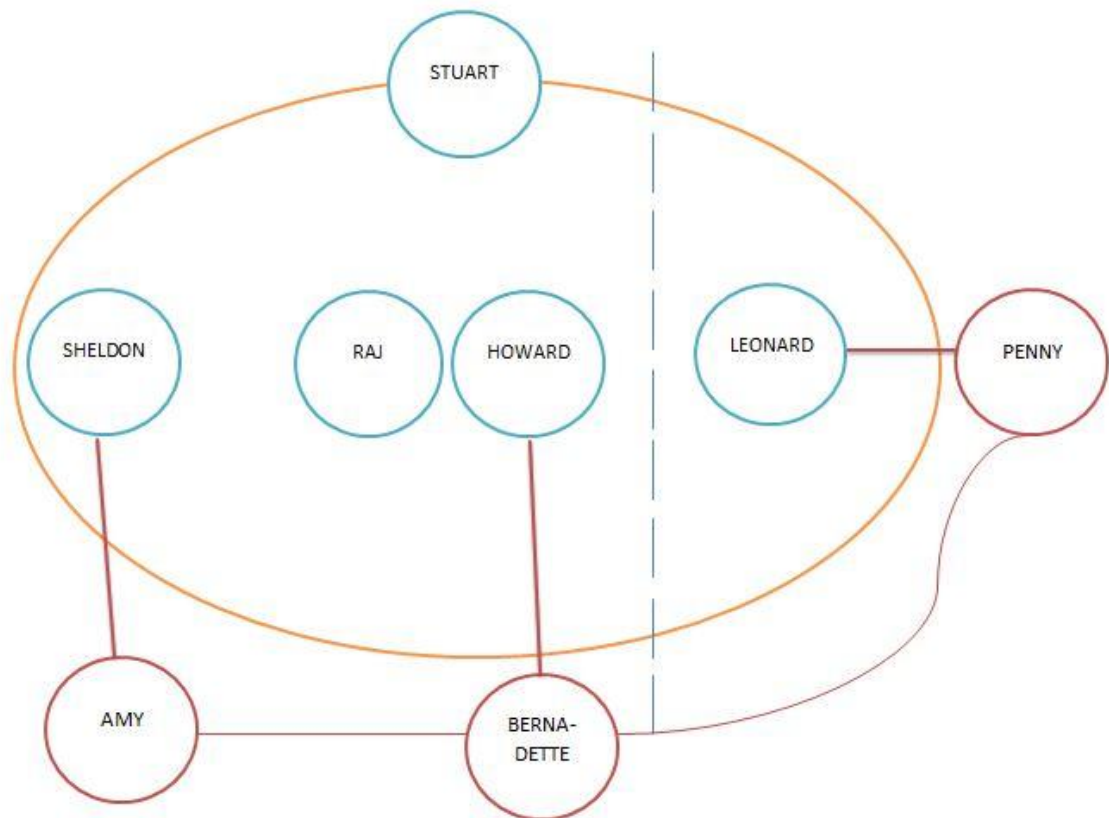 STUART
SHELDON
RAJ
HOWARD
LEONARD
PENNY
AMY
BERNA-
DETTE